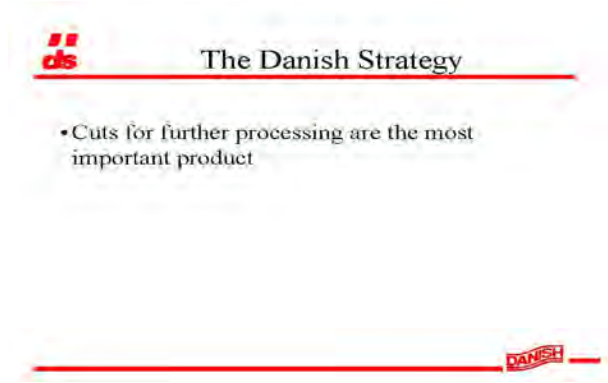 ds
The Danish Strategy
•Cuts for further processing are the most
important product
DANISH